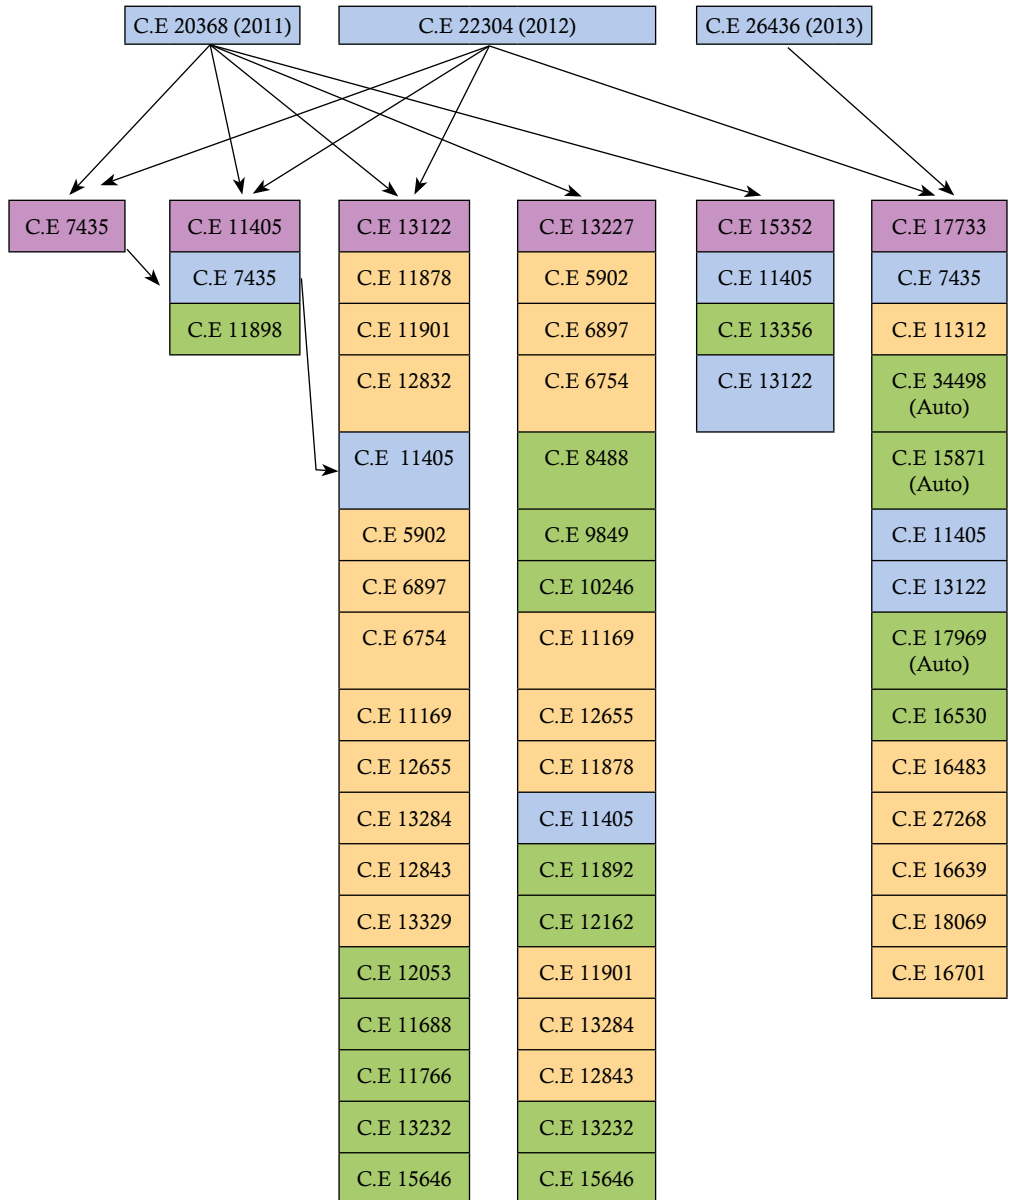 C.E 20368 (2011)
C.E 22304 (2012)
C.E 26436 (2013)
C.E 7435
C.E 11405
C.E 7435
C.E 11898
C.E 13122
C.E 11878
C.E 11901
C.E 12832
C.E 11405
C.E 5902
C.E 6897
C.E 6754
C.E 11169
C.E 12655
C.E 13284
C.E 12843
C.E 13329
C.E 12053
C.E 11688
C.E 11766
C.E 13232
C.E 15646
C.E 13227
C.E 5902
C.E 6897
C.E 6754
C.E 8488
C.E 9849
C.E 10246
C.E 11169
C.E 12655
C.E 11878
C.E 11405
C.E 11892
C.E 12162
C.E 11901
C.E 13284
C.E 12843
C.E 13232
C.E 15646
C.E 15352
C.E 11405
C.E 13356
C.E 13122
C.E 17733
C.E 7435
C.E 11312
C.E 34498
(Auto)
C.E 15871
(Auto)
C.E 11405
C.E 13122
C.E 17969
(Auto)
C.E 16530
C.E 16483
C.E 27268
C.E 16639
C.E 18069
C.E 16701